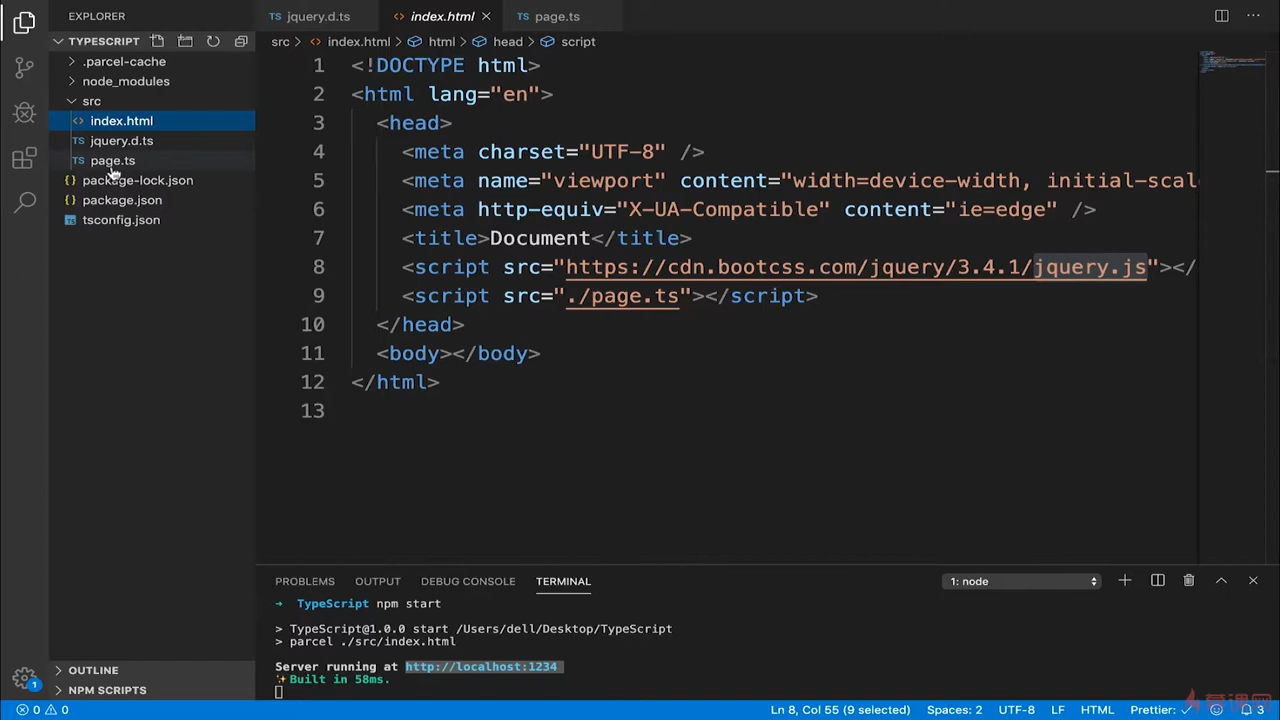 EXPLORER
TYPESCRIPT
.parcel-cache
node_modules
src
index.html
TS jquery.d.ts
TS page.ts
{} package-lock.json
{} package.json
tsconfig.json
OUTLINE
NPM SCRIPTS
1
jquery.d.ts
index.html
page.ts
src > index.html > html > head > script
1 <!DOCTYPE html>
2 <html lang="en">
3 <head>
4 <meta charset="UTF-8" />
5 <meta name="viewport" content="width=device-width, initial-scal
6 <meta http-equiv="X-UA-Compatible" content="ie=edge" />
7 <title>Document</title>
8 <script src="https://cdn.bootcss.com/jquery/3.4.1/jquery.js"></
9 <script src="./page.ts"></script>
10 </head>
11 <body></body>
12 </html>
13
PROBLEMS OUTPUT DEBUG CONSOLE TERMINAL 1: node
→ TypeScript npm start
> TypeScript@1.0.0 start /Users/dell/Desktop/TypeScript
> parcel ./src/index.html
Server running at http://localhost:1234
✨Built in 58ms.
0 0 Ln 8, Col 55 (9 selected) Spaces: 2 UTF-8 LF HTML Prettier: ✓ 3
慕课网